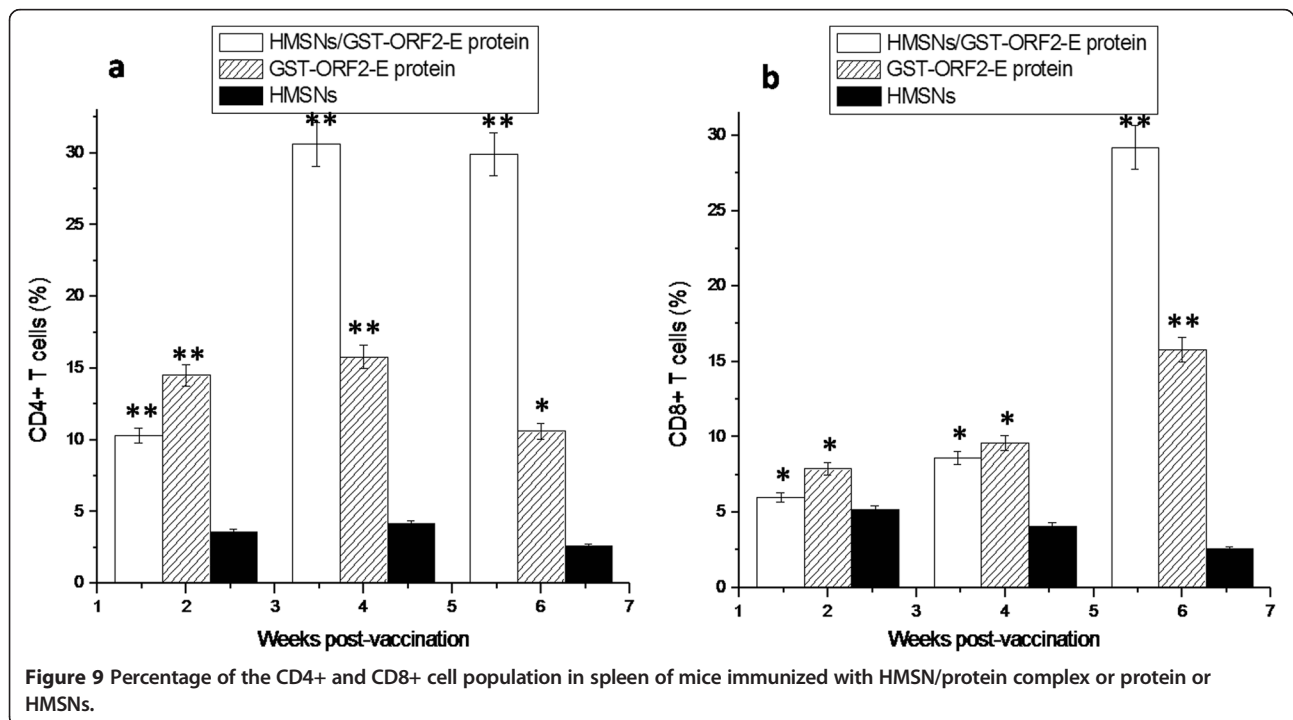 a
HMSNs/GST-ORF2-E protein
GST-ORF2-E protein
HMSNs
CD4+ T cells (%)
30
25
20
15
10
5
0
**
**
**
**
**
*
1 2 3 4 5 6 7
Weeks post-vaccination
b
HMSNs/GST-ORF2-E protein
GST-ORF2-E protein
HMSNs
CD8+ T cells (%)
30
25
20
15
10
5
0
*
*
*
*
**
**
1 2 3 4 5 6 7
Weeks post-vaccination
Figure 9 Percentage of the CD4+ and CD8+ cell population in spleen of mice immunized with HMSN/protein complex or protein or
HMSNs.